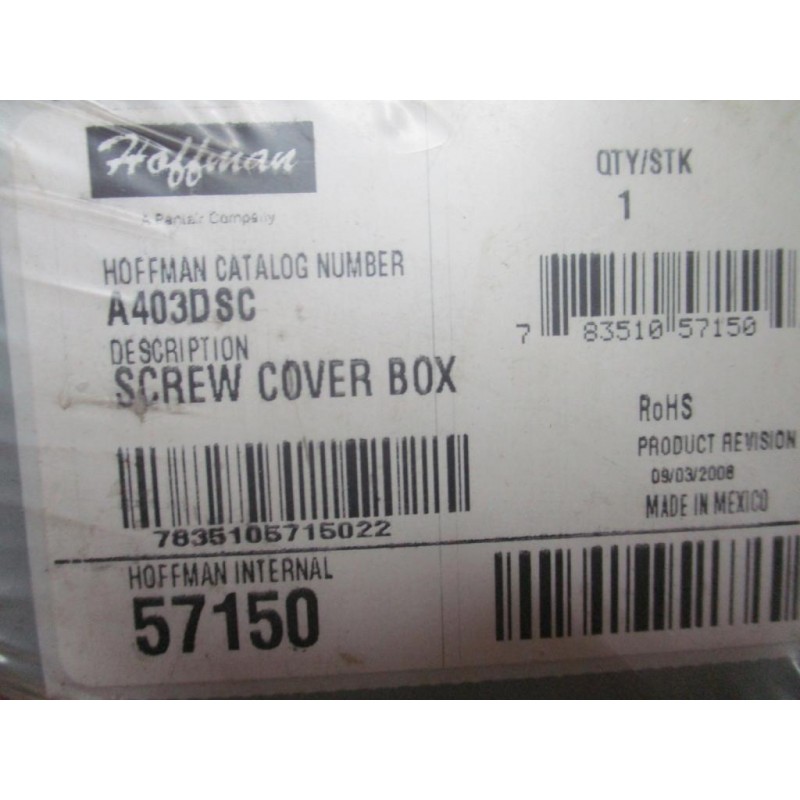 Hoffman
A Pentair Company
QTY/STK
1
HOFFMAN CATALOG NUMBER
A403DSC
DESCRIPTION
SCREW COVER BOX
7 83510 57150
RoHS
PRODUCT REVISION
09/03/2008
MADE IN MEXICO
7835105715022
HOFFMAN INTERNAL
57150